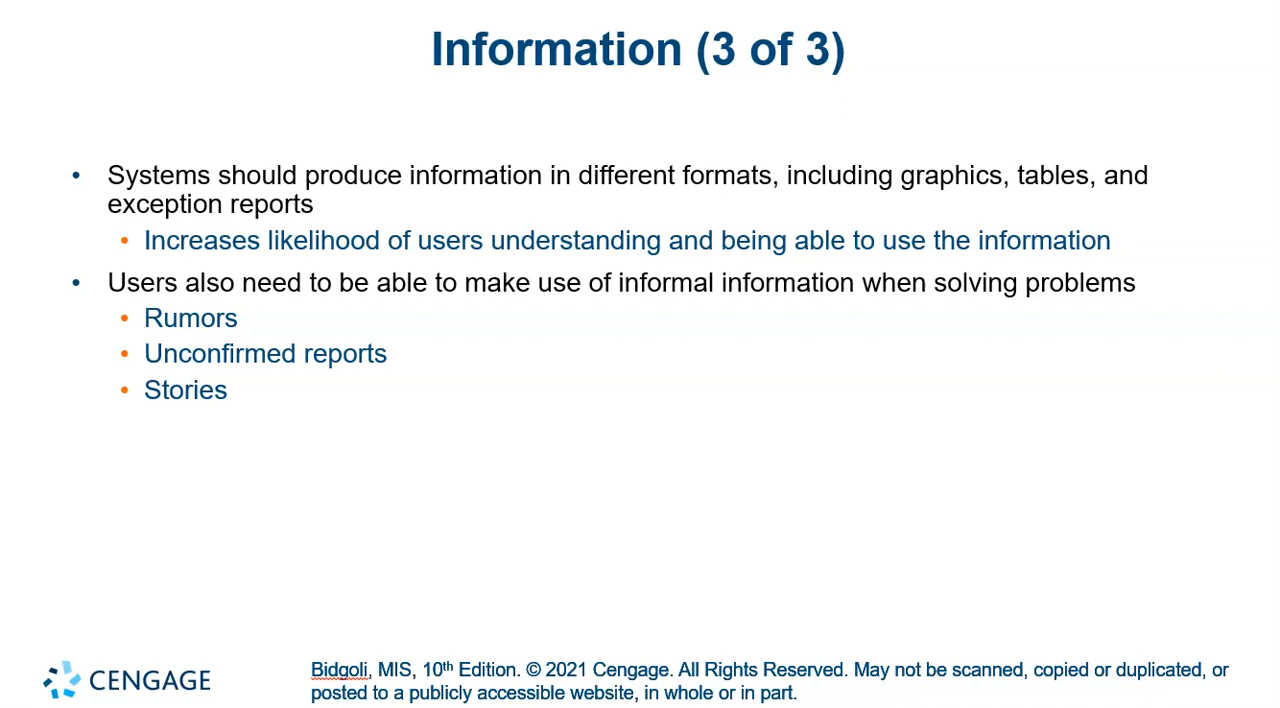 Information (3 of 3)
• Systems should produce information in different formats, including graphics, tables, and
exception reports
• Increases likelihood of users understanding and being able to use the information
• Users also need to be able to make use of informal information when solving problems
• Rumors
• Unconfirmed reports
• Stories
CENGAGE
Bidgoli, MIS, 10th Edition. © 2021 Cengage. All Rights Reserved. May not be scanned, copied or duplicated, or
posted to a publicly accessible website, in whole or in part.